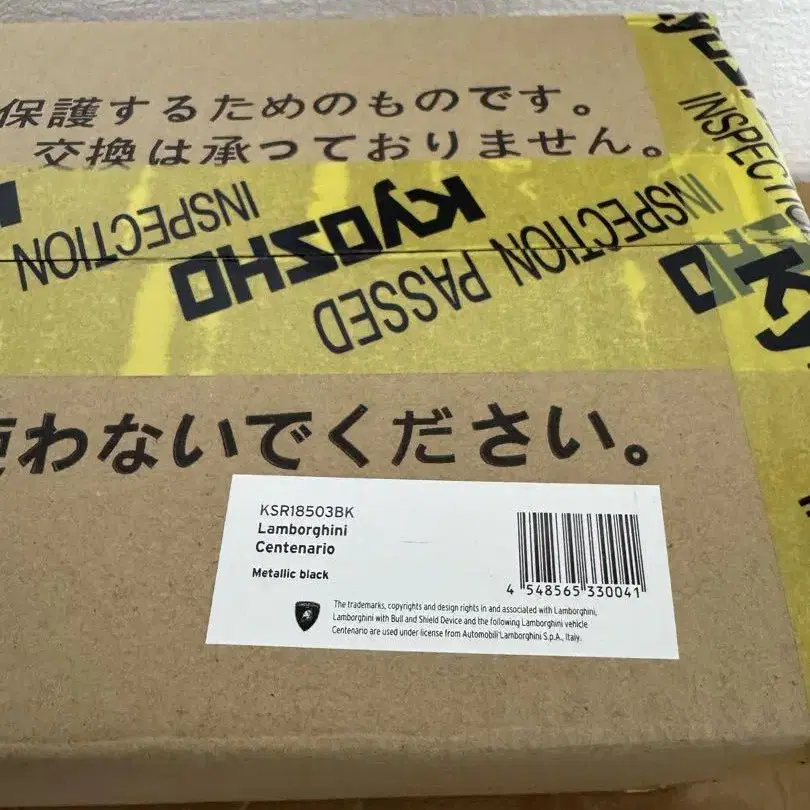 保護するためのものです。
交換は承っておりません。
INSPECTION
KYOSHO
INSPECTION PASSED
INSPECTION
使わないでください。
KSR18503BK
Lamborghini
Centenario
Metallic black
4 548565 330041
The trademarks, copyrights and design rights in and associated with Lamborghini,
Lamborghini with Bull and Shield Device and the following Lamborghini vehicle
Centenario are used under license from Automobili Lamborghini S.p.A., Italy.